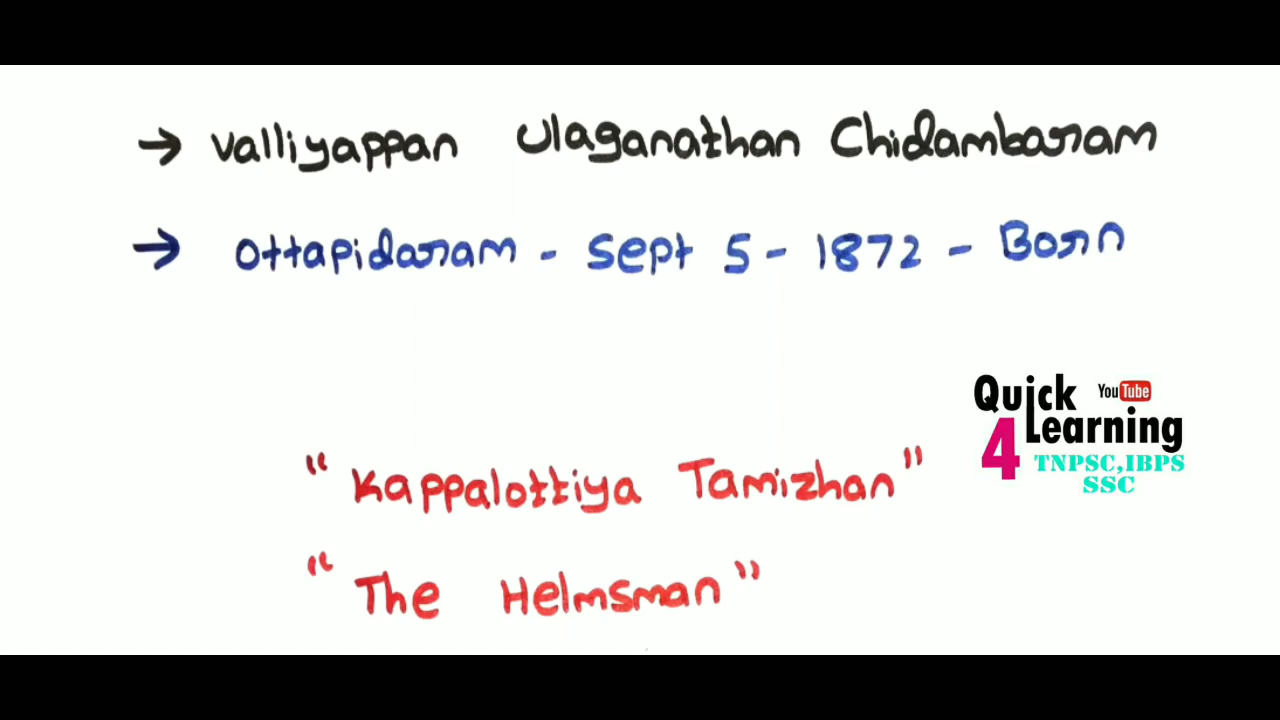 → Valliyappan Ulaganathan Chidambaram
→ Ottapidaram - Sept 5 - 1872 - Born
Quick YouTube
4 Learning
TNPSC,IBPS
SSC
"Kappalottiya Tamizhan"
"The Helmsman"